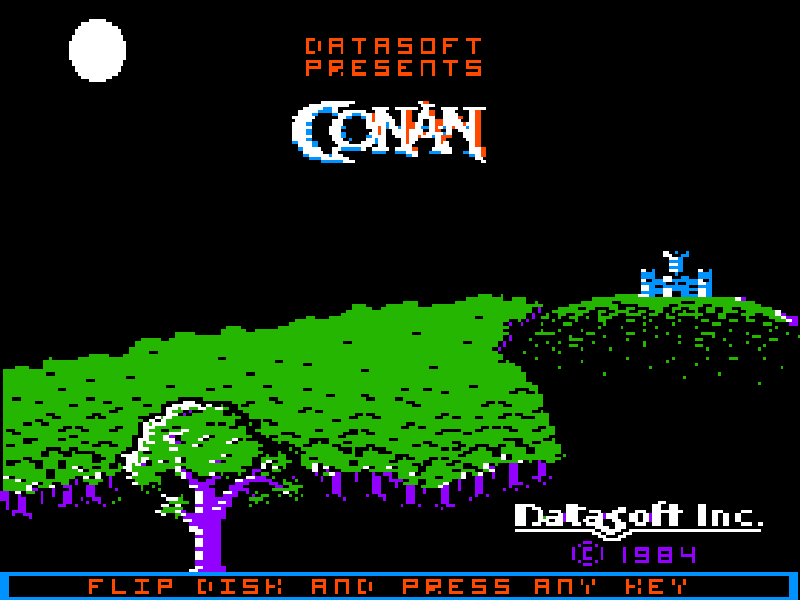 DATASOFT
PRESENTS
CONAN
Datasoft Inc.
© 1984
FLIP DISK AND PRESS ANY KEY